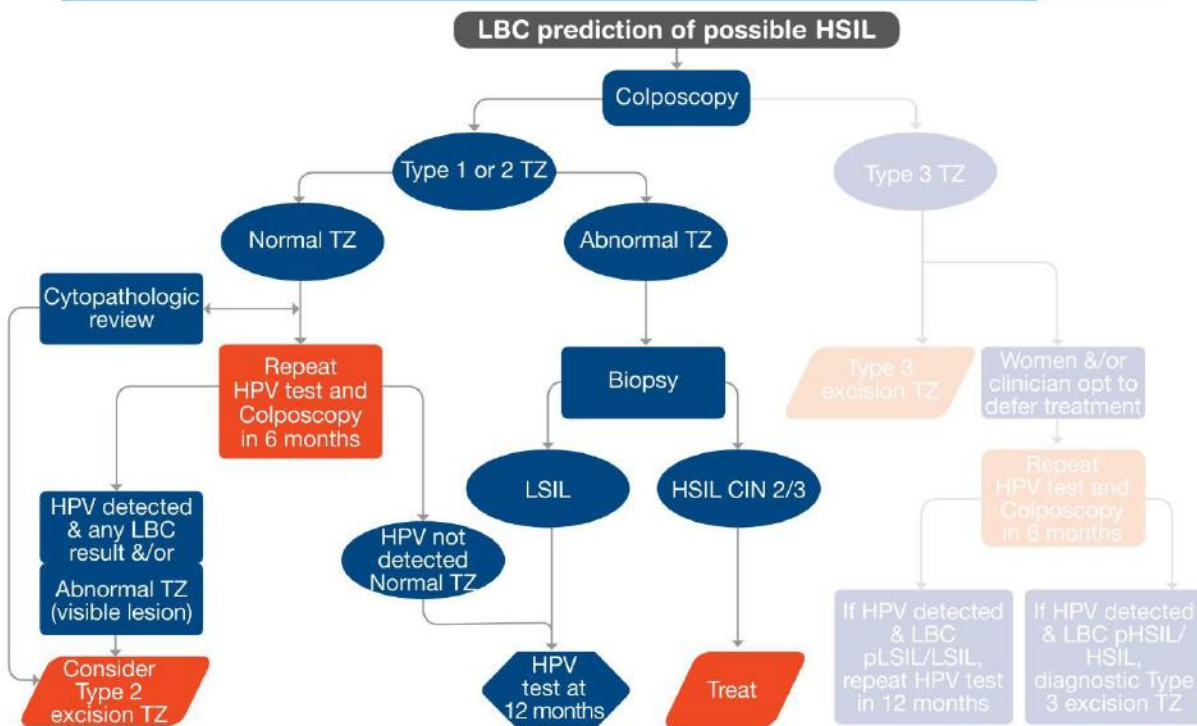 LBC prediction of possible HSIL
Colposcopy
Type 1 or 2 TZ
Type 3 TZ
Normal TZ
Abnormal TZ
Cytopathologic
review
Repeat
HPV test and
Colposcopy
in 6 months
Biopsy
Type 3
excision TZ
Women &/or
clinician opt to
defer treatment
HPV detected
& any LBC
result &/or
Abnormal TZ
(visible lesion)
HPV not
detected
Normal TZ
LSIL
HSIL CIN 2/3
Repeat
HPV test and
Colposcopy
in 6 months
Consider
Type 2
excision TZ
HPV
test at
12 months
Treat
If HPV detected
& LBC
pLSIL/LSIL,
repeat HPV test
in 12 months
If HPV detected
& LBC pHSIL/
HSIL,
diagnostic Type
3 excision TZ